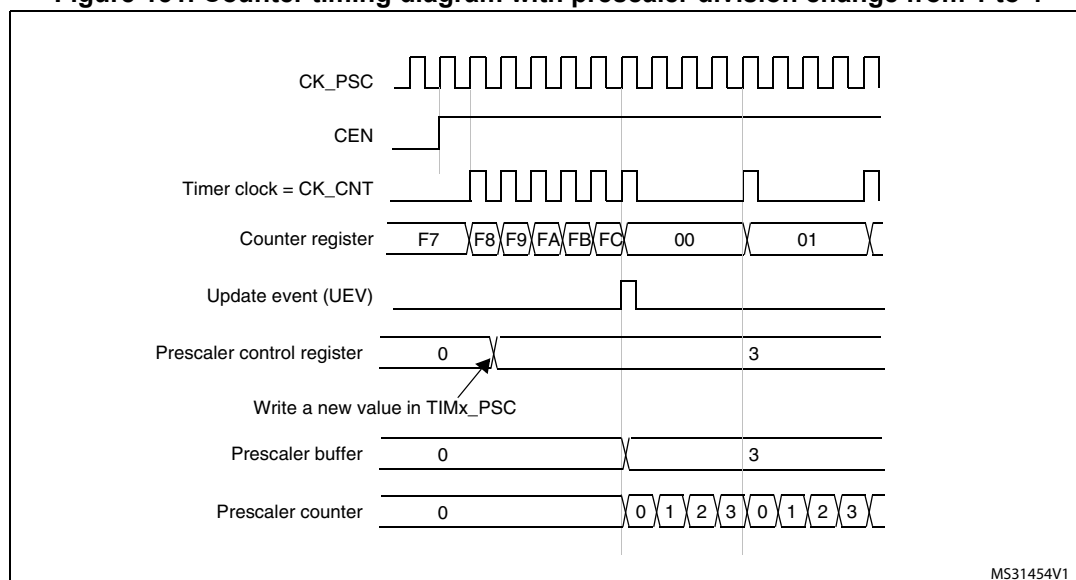 Figure 101. Counter timing diagram with prescaler division change from 1 to 4
CK_PSC
CEN
Timer clock = CK_CNT
Counter register F7 F8 F9 FA FB FC 00 01
Update event (UEV)
Prescaler control register 0 3
Write a new value in TIMx_PSC
Prescaler buffer 0 3
Prescaler counter 0 0 1 2 3 0 1 2 3
MS31454V1